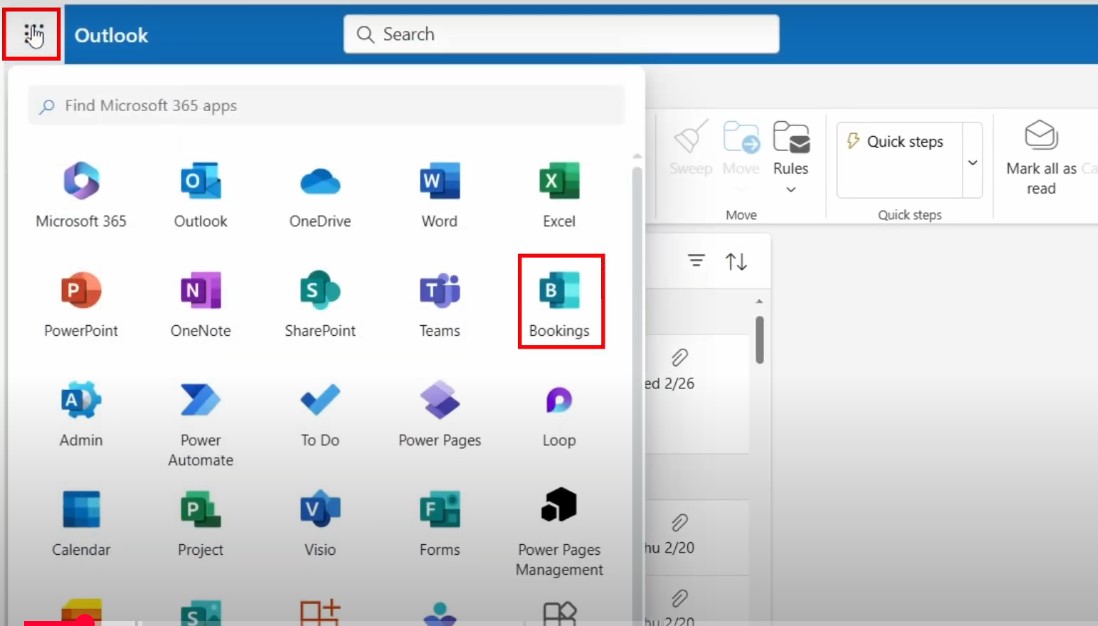 Outlook
Search
Find Microsoft 365 apps
Microsoft 365
Outlook
OneDrive
Word
Excel
PowerPoint
OneNote
SharePoint
Teams
Bookings
Admin
Power
Automate
To Do
Power Pages
Loop
Calendar
Project
Visio
Forms
Power Pages
Management
Sweep
Move
Rules
Move
Quick steps
Quick steps
Mark all as
read
Ca
ed 2/26
hu 2/20
hu 2/20